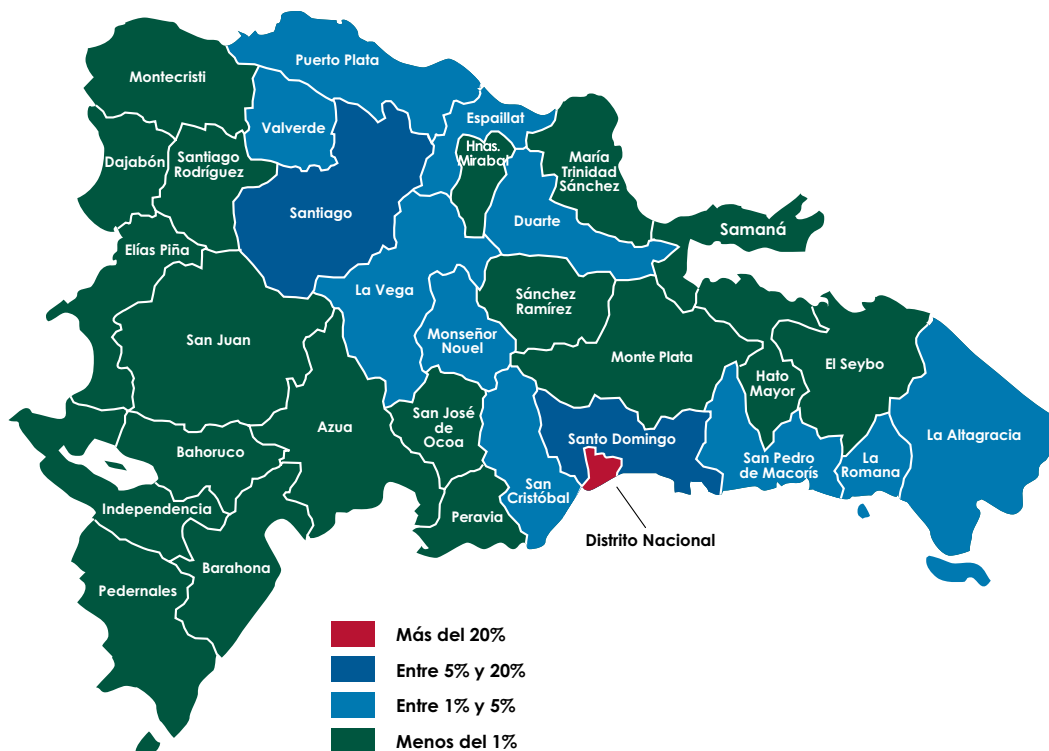 Puerto Plata
Montecristi
Espaillat
Valverde
Hnas.
Mirabal
María
Trinidad
Sánchez
Dajabón
Santiago
Rodríguez
Santiago
Duarte
Samaná
Elías Piña
La Vega
Sánchez
Ramírez
San Juan
Monseñor
Nouel
Monte Plata
El Seybo
Hato
Mayor
San José
de
Ocoa
Azua
Santo Domingo
La Altagracia
Bahoruco
San Pedro
de Macorís
La
Romana
San
Cristóbal
Independencia
Peravia
Distrito Nacional
Barahona
Pedernales
Más del 20%
Entre 5% y 20%
Entre 1% y 5%
Menos del 1%